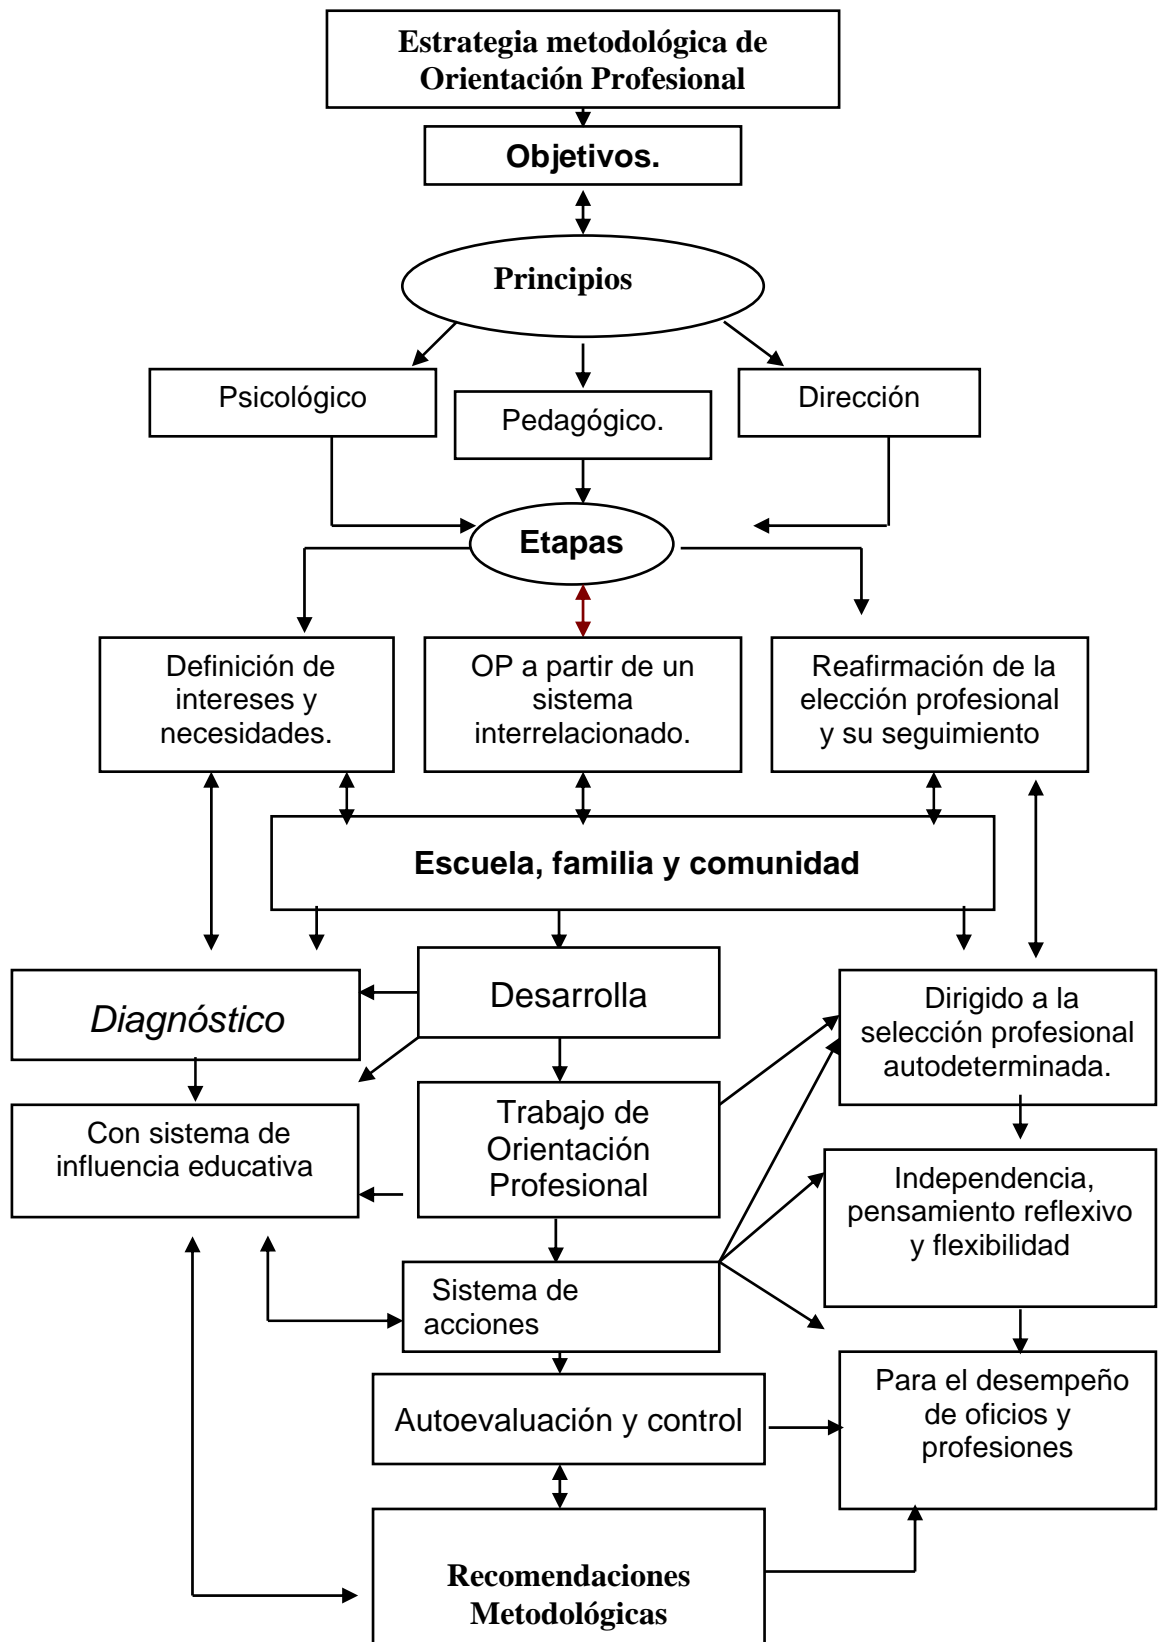 Estrategia metodológica de
Orientación Profesional
Objetivos.
Principios
Psicológico
Pedagógico.
Dirección
Etapas
Definición de
intereses y
necesidades.
OP a partir de un
sistema
interrelacionado.
Reafirmación de la
elección profesional
y su seguimiento
Escuela, familia y comunidad
Diagnóstico
Desarrolla
Dirigido a la
selección profesional
autodeterminada.
Con sistema de
influencia educativa
Trabajo de
Orientación
Profesional
Independencia,
pensamiento reflexivo
y flexibilidad
Sistema de
acciones
Autoevaluación y control
Para el desempeño
de oficios y
profesiones
Recomendaciones
Metodológicas